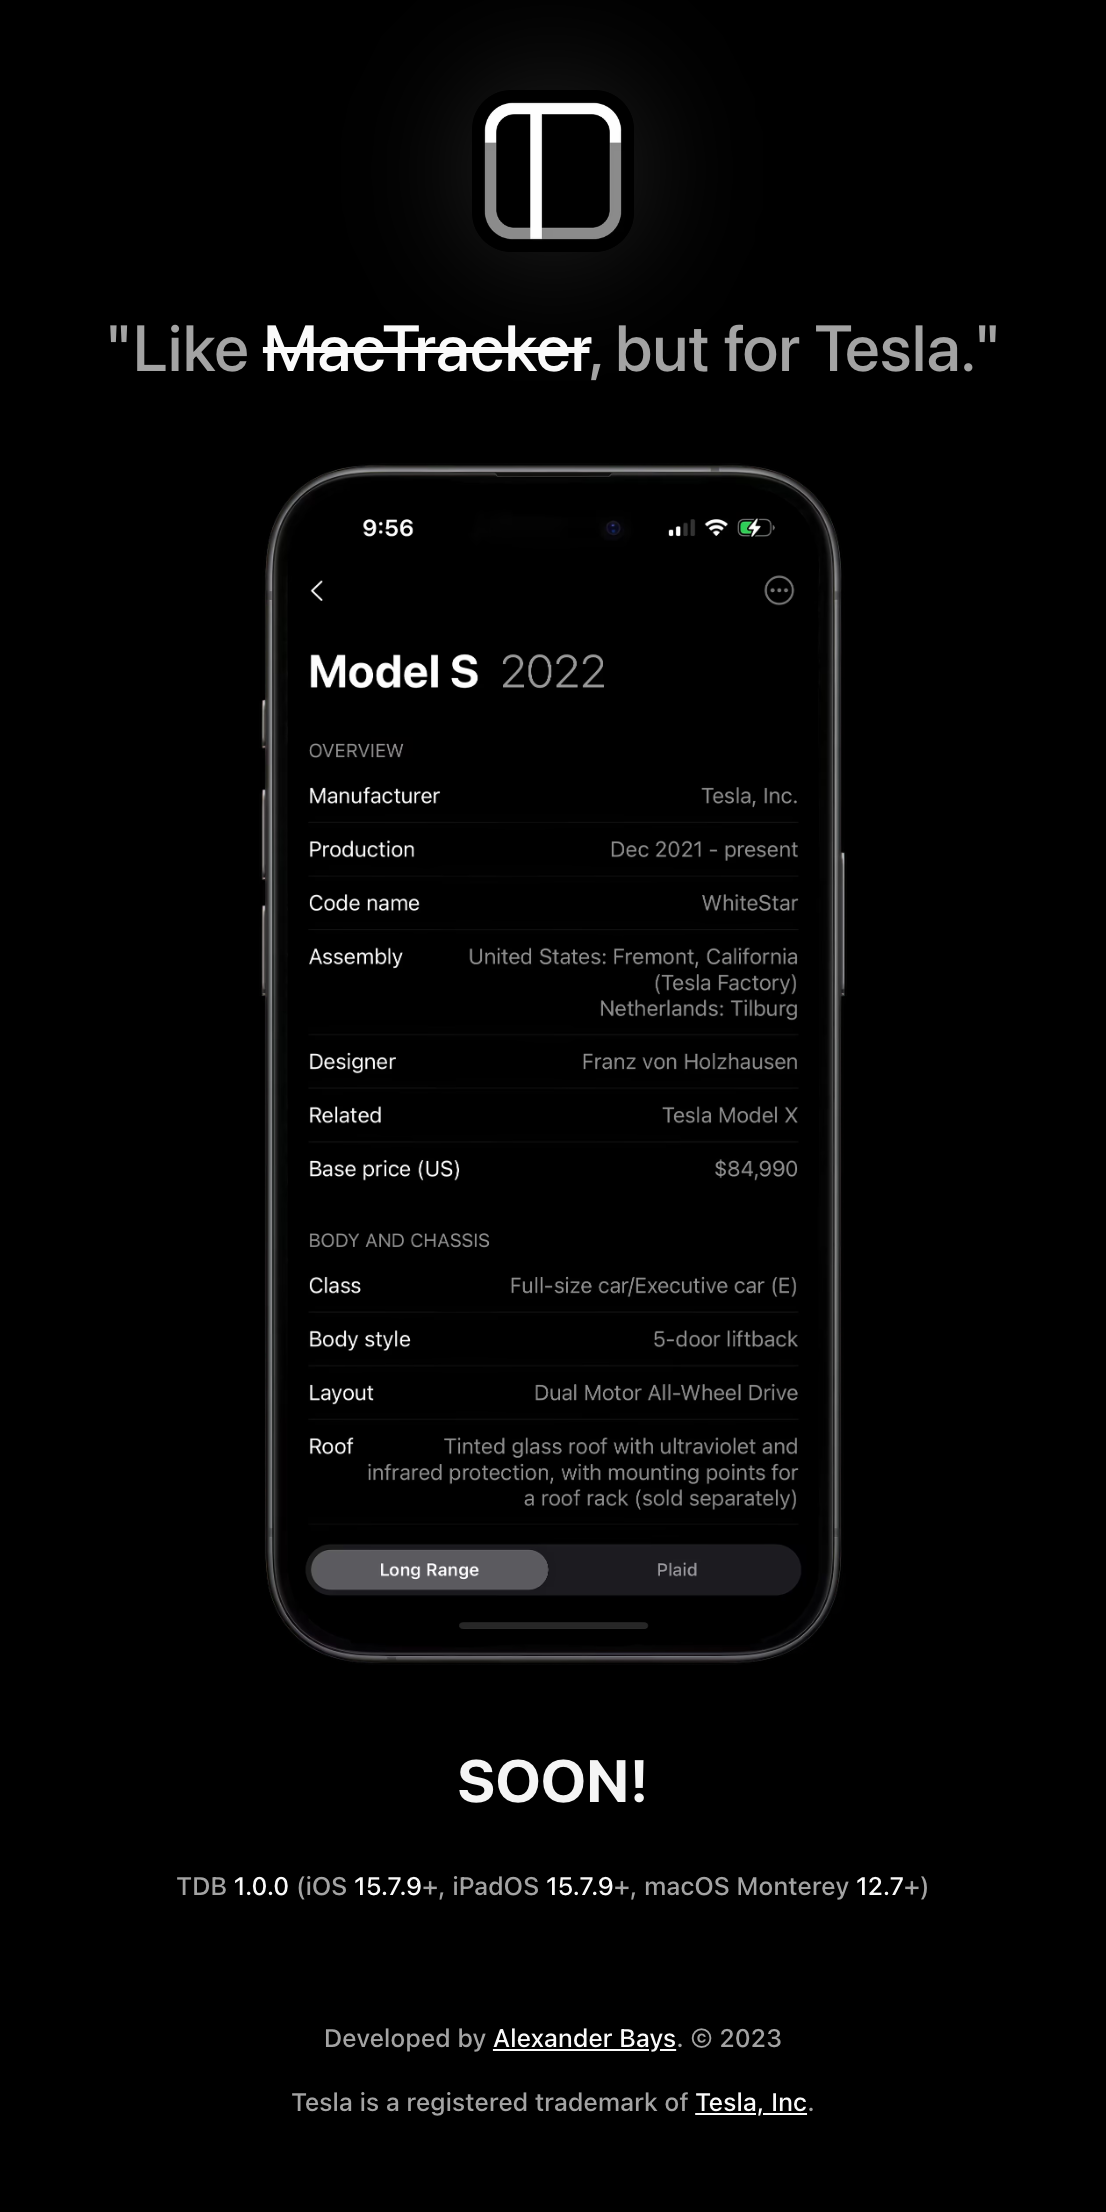 "Like MacTracker, but for Tesla."
9:56
Model S 2022
OVERVIEW
Manufacturer Tesla, Inc.
Production Dec 2021 - present
Code name WhiteStar
Assembly United States: Fremont, California
(Tesla Factory)
Netherlands: Tilburg
Designer Franz von Holzhausen
Related Tesla Model X
Base price (US) $84,990
BODY AND CHASSIS
Class Full-size car/Executive car (E)
Body style 5-door liftback
Layout Dual Motor All-Wheel Drive
Roof Tinted glass roof with ultraviolet and
infrared protection, with mounting points for
a roof rack (sold separately)
Long Range Plaid
SOON!
TDB 1.0.0 (iOS 15.7.9+, iPadOS 15.7.9+, macOS Monterey 12.7+)
Developed by Alexander Bays. © 2023
Tesla is a registered trademark of Tesla, Inc.